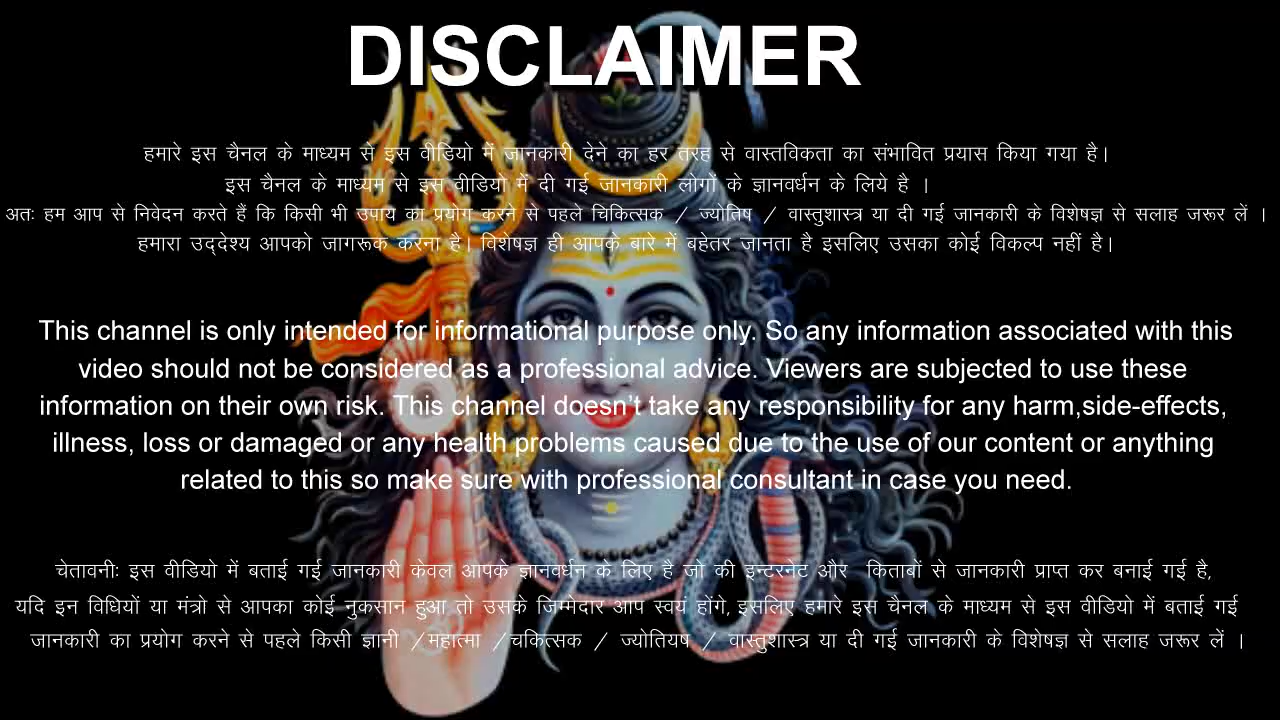 DISCLAIMER
हमारे इस चैनल के माध्यम से इस वीडियो में जानकारी देने का हर तरह से वास्तविकता का संभावित प्रयास किया गया है।
इस चैनल के माध्यम से इस वीडियो में दी गई जानकारी लोगों के ज्ञानवर्धन के लिये है ।
अतः हम आप से निवेदन करते हैं कि किसी भी उपाय का प्रयोग करने से पहले चिकित्सक / ज्योतिष / वास्तुशास्त्र या दी गई जानकारी के विशेषज्ञ से सलाह जरूर लें ।
हमारा उद्देश्य आपको जागरूक करना है। विशेषज्ञ ही आपके बारे में बहेतर जानता है इसलिए उसका कोई विकल्प नहीं है।
This channel is only intended for informational purpose only. So any information associated with this
video should not be considered as a professional advice. Viewers are subjected to use these
information on their own risk. This channel doesn't take any responsibility for any harm,side-effects,
illness, loss or damaged or any health problems caused due to the use of our content or anything
related to this so make sure with professional consultant in case you need.
चेतावनीः इस वीडियो में बताई गई जानकारी केवल आपके ज्ञानवर्धन के लिए है जो की इन्टरनेट और किताबों से जानकारी प्राप्त कर बनाई गई है,
यदि इन विधियों या मंत्रो से आपका कोई नुकसान हुआ तो उसके जिम्मेदार आप स्वयं होंगे, इसलिए हमारे इस चैनल के माध्यम से इस वीडियो में बताई गई
जानकारी का प्रयोग करने से पहले किसी ज्ञानी /महात्मा /चकित्सक / ज्योतियष / वास्तुशास्त्र या दी गई जानकारी के विशेषज्ञ से सलाह जरूर लें ।